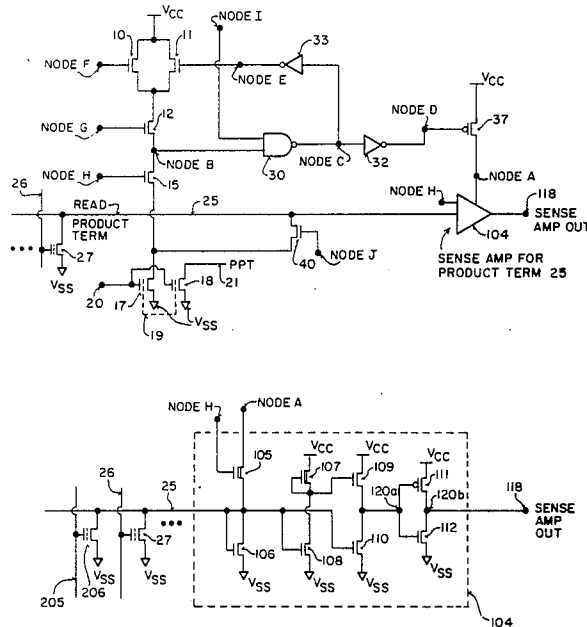 VCC
NODE I
10
11
33
NODE F
NODE E
VCC
12
NODE D
NODE G
37
NODE B
30
NODE C
32
NODE H
15
NODE A
26
NODE H
118
READ
PRODUCT
TERM
25
SENSE
AMP OUT
27
40
104
NODE J
SENSE AMP FOR
PRODUCT TERM 25
VSS
PPT
20
17
18
21
19
VSS
VSS
NODE H
NODE A
VCC
VCC
105
107
109
VCC
26
25
120a
111
120b
118
SENSE
AMP OUT
27
106
108
110
112
VSS
VSS
205
206
VSS
VSS
VSS
VSS
104